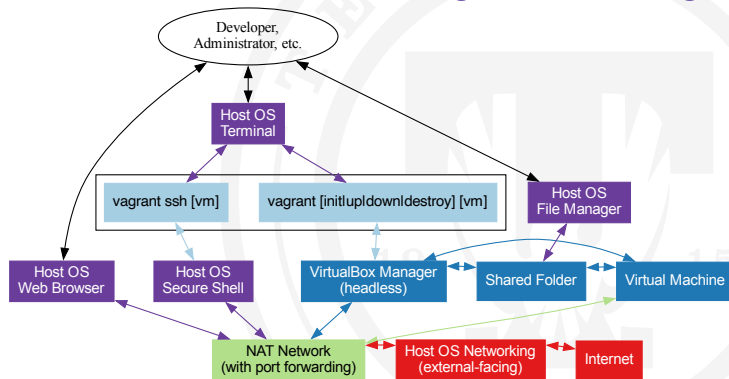 Developer,
Administrator, etc.
Host OS
Terminal
vagrant ssh [vm]
vagrant [init|up|down|destroy] [vm]
Host OS
File Manager
Host OS
Web Browser
Host OS
Secure Shell
VirtualBox Manager
(headless)
Shared Folder
Virtual Machine
NAT Network
(with port forwarding)
Host OS Networking
(external-facing)
Internet